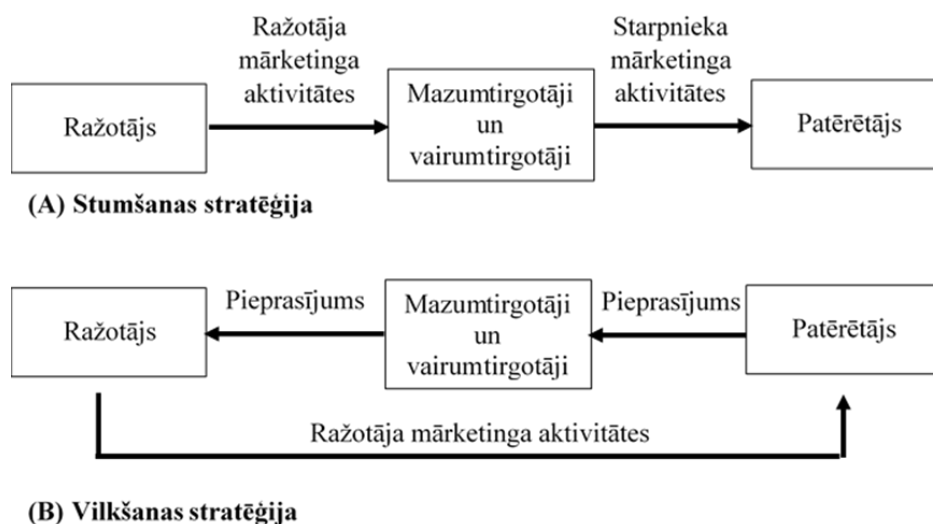 Ražotāja
mārketinga
aktivitātes
Starpnieka
mārketinga
aktivitātes
Ražotājs
Mazumtirgotāji
un
vairumtirgotāji
Patērētājs
(A) Stumšanas stratēģija
Ražotājs
Pieprasījums
Mazumtirgotāji
un
vairumtirgotāji
Pieprasījums
Patērētājs
Ražotāja mārketinga aktivitātes
(B) Vilkšanas stratēģija